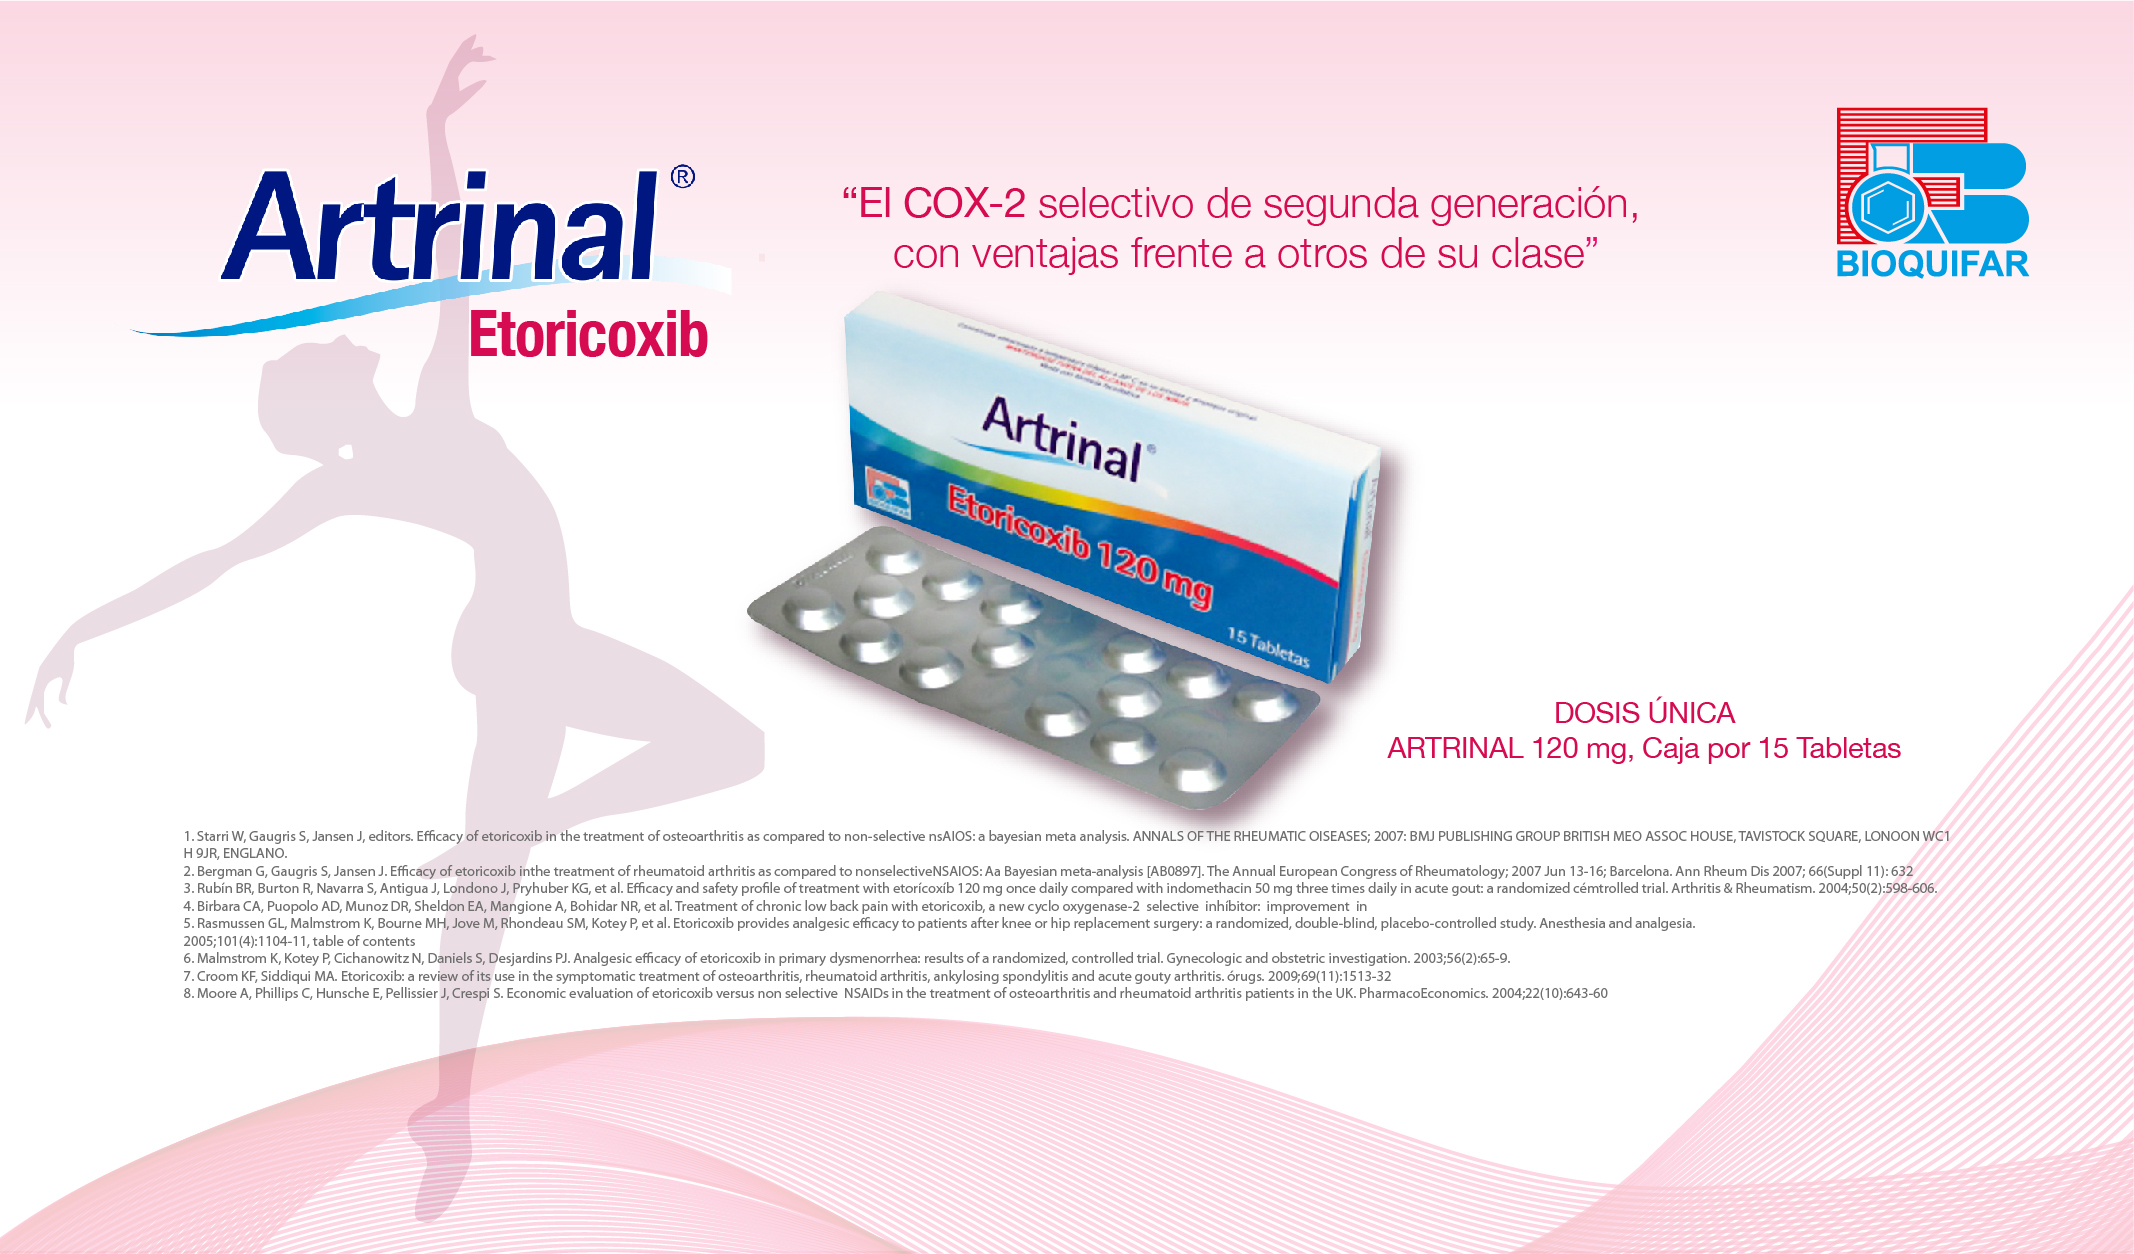 Artrinal®
Etoricoxib
“El COX-2 selectivo de segunda generación,
con ventajas frente a otros de su clase”
BIOQUIFAR
MANTENGASE FUERA DEL ALCANCE DE LOS NIÑOS
Artrinal®
Etoricoxib 120 mg
BIOQUIFAR
15 Tabletas
DOSIS ÚNICA
ARTRINAL 120 mg, Caja por 15 Tabletas
1. Starri W, Gaugris S, Jansen J, editors. Efficacy of etoricoxib in the treatment of osteoarthritis as compared to non-selective nsAIOS: a bayesian meta analysis. ANNALS OF THE RHEUMATIC OISEASES; 2007: BMJ PUBLISHING GROUP BRITISH MEO ASSOC HOUSE, TAVISTOCK SQUARE, LONOON WC1
H 9JR, ENGLANO.
2. Bergman G, Gaugris S, Jansen J. Efficacy of etoricoxib inthe treatment of rheumatoid arthritis as compared to nonselectiveNSAIOS: Aa Bayesian meta-analysis [AB0897]. The Annual European Congress of Rheumatology; 2007 Jun 13-16; Barcelona. Ann Rheum Dis 2007; 66(Suppl 11): 632
3. Rubín BR, Burton R, Navarra S, Antigua J, Londono J, Pryhuber KG, et al. Efficacy and safety profile of treatment with etorícoxíb 120 mg once daily compared with indomethacin 50 mg three times daily in acute gout: a randomized cémtrolled trial. Arthritis & Rheumatism. 2004;50(2):598-606.
4. Birbara CA, Puopolo AD, Munoz DR, Sheldon EA, Mangione A, Bohidar NR, et al. Treatment of chronic low back pain with etoricoxib, a new cyclo oxygenase-2 selective inhíbitor: improvement in
5. Rasmussen GL, Malmstrom K, Bourne MH, Jove M, Rhondeau SM, Kotey P, et al. Etoricoxib provides analgesic efficacy to patients after knee or hip replacement surgery: a randomized, double-blind, placebo-controlled study. Anesthesia and analgesia.
2005;101(4):1104-11, table of contents
6. Malmstrom K, Kotey P, Cichanowitz N, Daniels S, Desjardins PJ. Analgesic efficacy of etoricoxib in primary dysmenorrhea: results of a randomized, controlled trial. Gynecologic and obstetric investigation. 2003;56(2):65-9.
7. Croom KF, Siddiqui MA. Etoricoxib: a review of its use in the symptomatic treatment of osteoarthritis, rheumatoid arthritis, ankylosing spondylitis and acute gouty arthritis. órugs. 2009;69(11):1513-32
8. Moore A, Phillips C, Hunsche E, Pellissier J, Crespi S. Economic evaluation of etoricoxib versus non selective NSAIDs in the treatment of osteoarthritis and rheumatoid arthritis patients in the UK. PharmacoEconomics. 2004;22(10):643-60